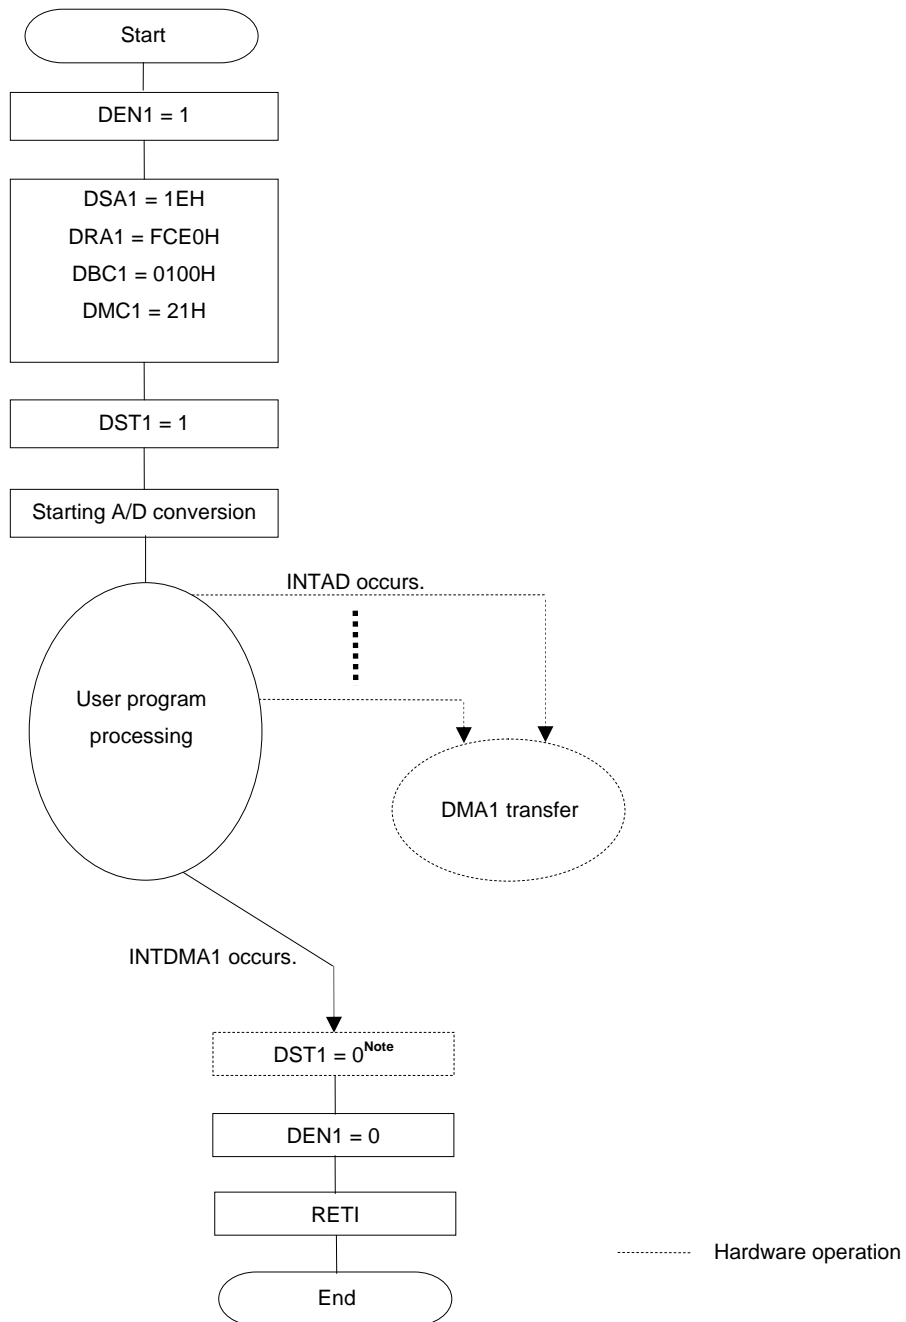 Start
DEN1 = 1
DSA1 = 1EH
DRA1 = FCE0H
DBC1 = 0100H
DMC1 = 21H
DST1 = 1
Starting A/D conversion
INTAD occurs.
User program
processing
DMA1 transfer
INTDMA1 occurs.
DST1 = 0Note
DEN1 = 0
RETI
Hardware operation
End